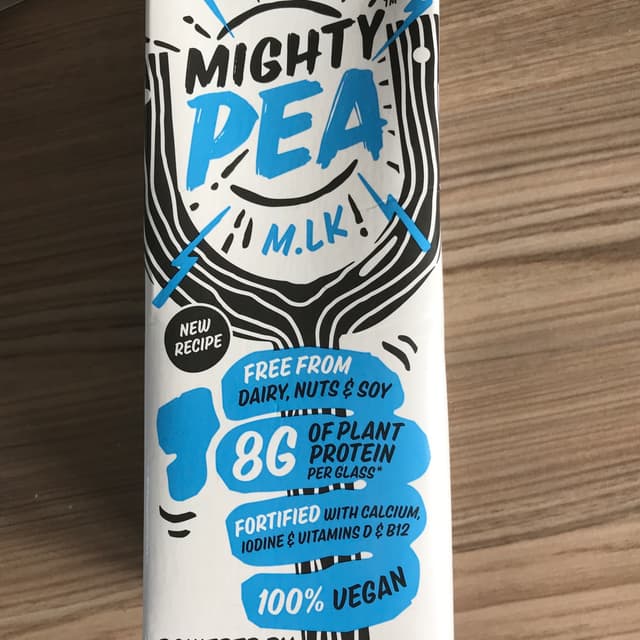 MIGHTY™
PEA
M.LK
NEW
RECIPE
FREE FROM
DAIRY, NUTS & SOY
8G OF PLANT
PROTEIN
PER GLASS*
FORTIFIED WITH CALCIUM,
IODINE & VITAMINS D & B12
100% VEGAN